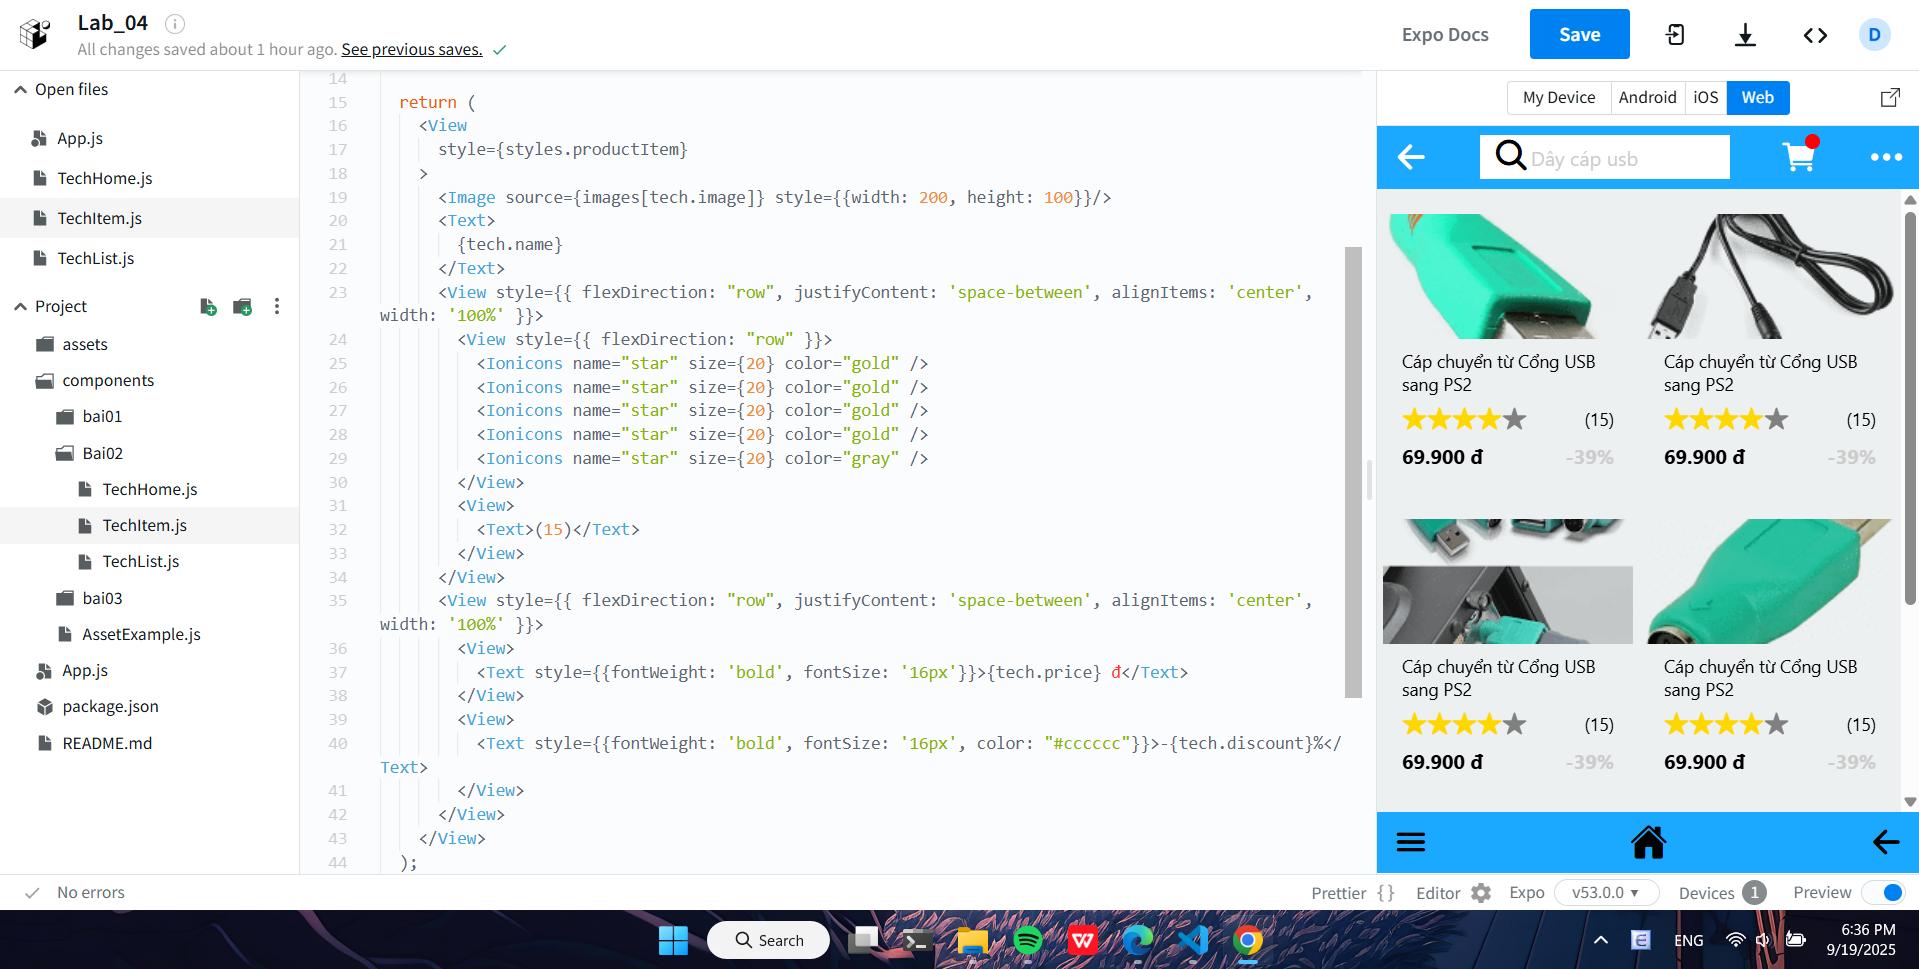 Lab_04
All changes saved about 1 hour ago. See previous saves.
Expo Docs
Save
D
Open files
App.js
TechHome.js
TechItem.js
TechList.js
Project
assets
components
bai01
Bai02
TechHome.js
TechItem.js
TechList.js
bai03
AssetExample.js
App.js
package.json
README.md
14
15 return (
16 <View
17 style={styles.productItem}
18 >
19 <Image source={images[tech.image]} style={{width: 200, height: 100}}/>
20 <Text>
21 {tech.name}
22 </Text>
23 <View style={{ flexDirection: "row", justifyContent: 'space-between', alignItems: 'center',
width: '100%' }}>
24 <View style={{ flexDirection: "row" }}>
25 <Ionicons name="star" size={20} color="gold" />
26 <Ionicons name="star" size={20} color="gold" />
27 <Ionicons name="star" size={20} color="gold" />
28 <Ionicons name="star" size={20} color="gold" />
29 <Ionicons name="star" size={20} color="gray" />
30 </View>
31 <View>
32 <Text>(15)</Text>
33 </View>
34 </View>
35 <View style={{ flexDirection: "row", justifyContent: 'space-between', alignItems: 'center',
width: '100%' }}>
36 <View>
37 <Text style={{fontWeight: 'bold', fontSize: '16px'}}>{tech.price} đ</Text>
38 </View>
39 <View>
40 <Text style={{fontWeight: 'bold', fontSize: '16px', color: "#cccccc"}}>-{tech.discount}%</
Text>
41 </View>
42 </View>
43 </View>
44 );
My Device Android iOS Web
Dây cáp usb
Cáp chuyển từ Cổng USB
sang PS2
(15)
69.900 đ -39%
Cáp chuyển từ Cổng USB
sang PS2
(15)
69.900 đ -39%
Cáp chuyển từ Cổng USB
sang PS2
(15)
69.900 đ -39%
Cáp chuyển từ Cổng USB
sang PS2
(15)
69.900 đ -39%
No errors
Prettier { } Editor Expo v53.0.0 Devices 1 Preview
Search
W
E
ENG
6:36 PM
9/19/2025